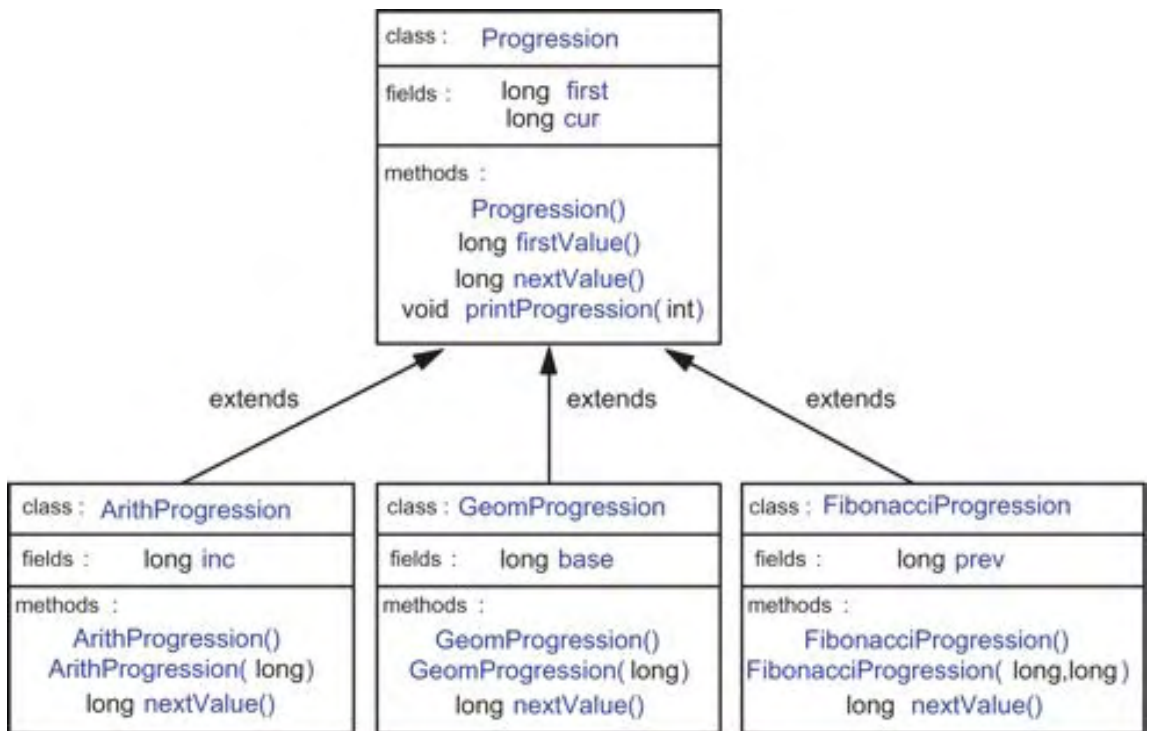 class : Progression
fields : long first
long cur
methods :
Progression()
long firstValue()
long nextValue()
void printProgression( int)
extends
extends
extends
class : ArithProgression
fields : long inc
methods :
ArithProgression()
ArithProgression( long)
long nextValue()
class : GeomProgression
fields : long base
methods :
GeomProgression()
GeomProgression( long)
long nextValue()
class : FibonacciProgression
fields : long prev
methods :
FibonacciProgression()
FibonacciProgression( long,long)
long nextValue()